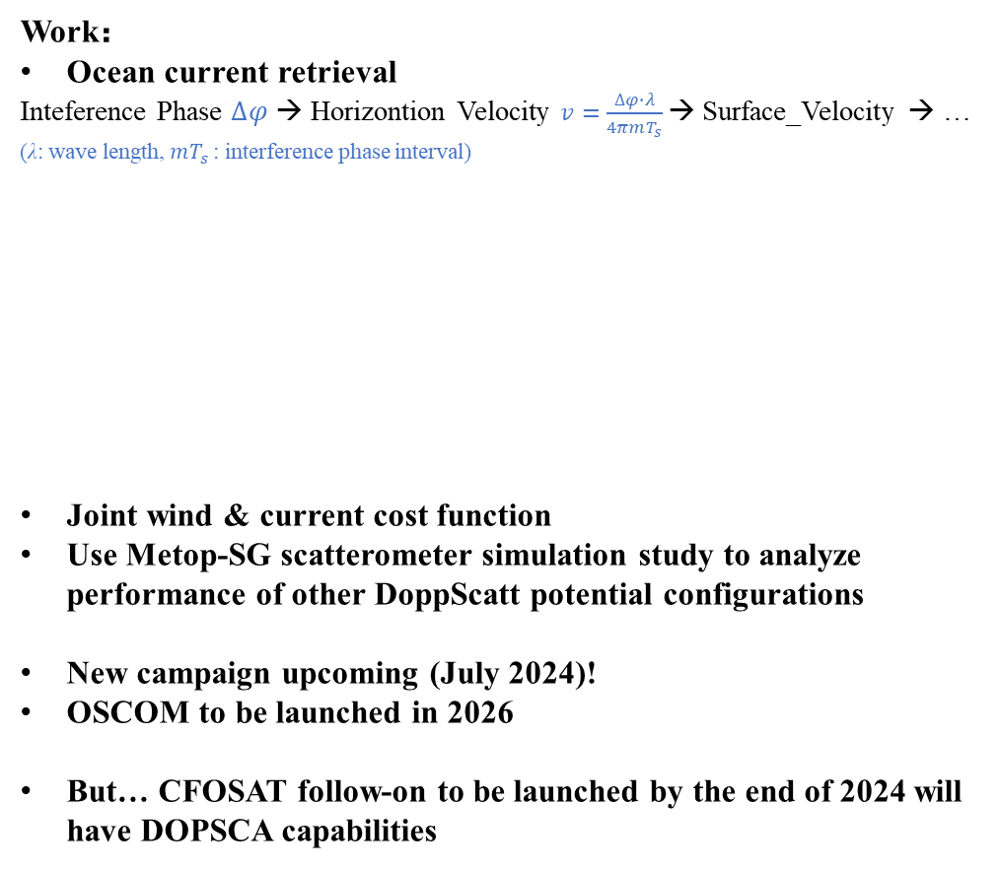 Work:
• Ocean current retrieval
Inteference Phase Δφ → Horizontion Velocity v = Δφ·λ / 4πmTₛ → Surface_Velocity → …
(λ: wave length, mTₛ : interference phase interval)
• Joint wind & current cost function
• Use Metop-SG scatterometer simulation study to analyze
performance of other DoppScatt potential configurations
• New campaign upcoming (July 2024)!
• OSCOM to be launched in 2026
• But… CFOSAT follow-on to be launched by the end of 2024 will
have DOPSCA capabilities